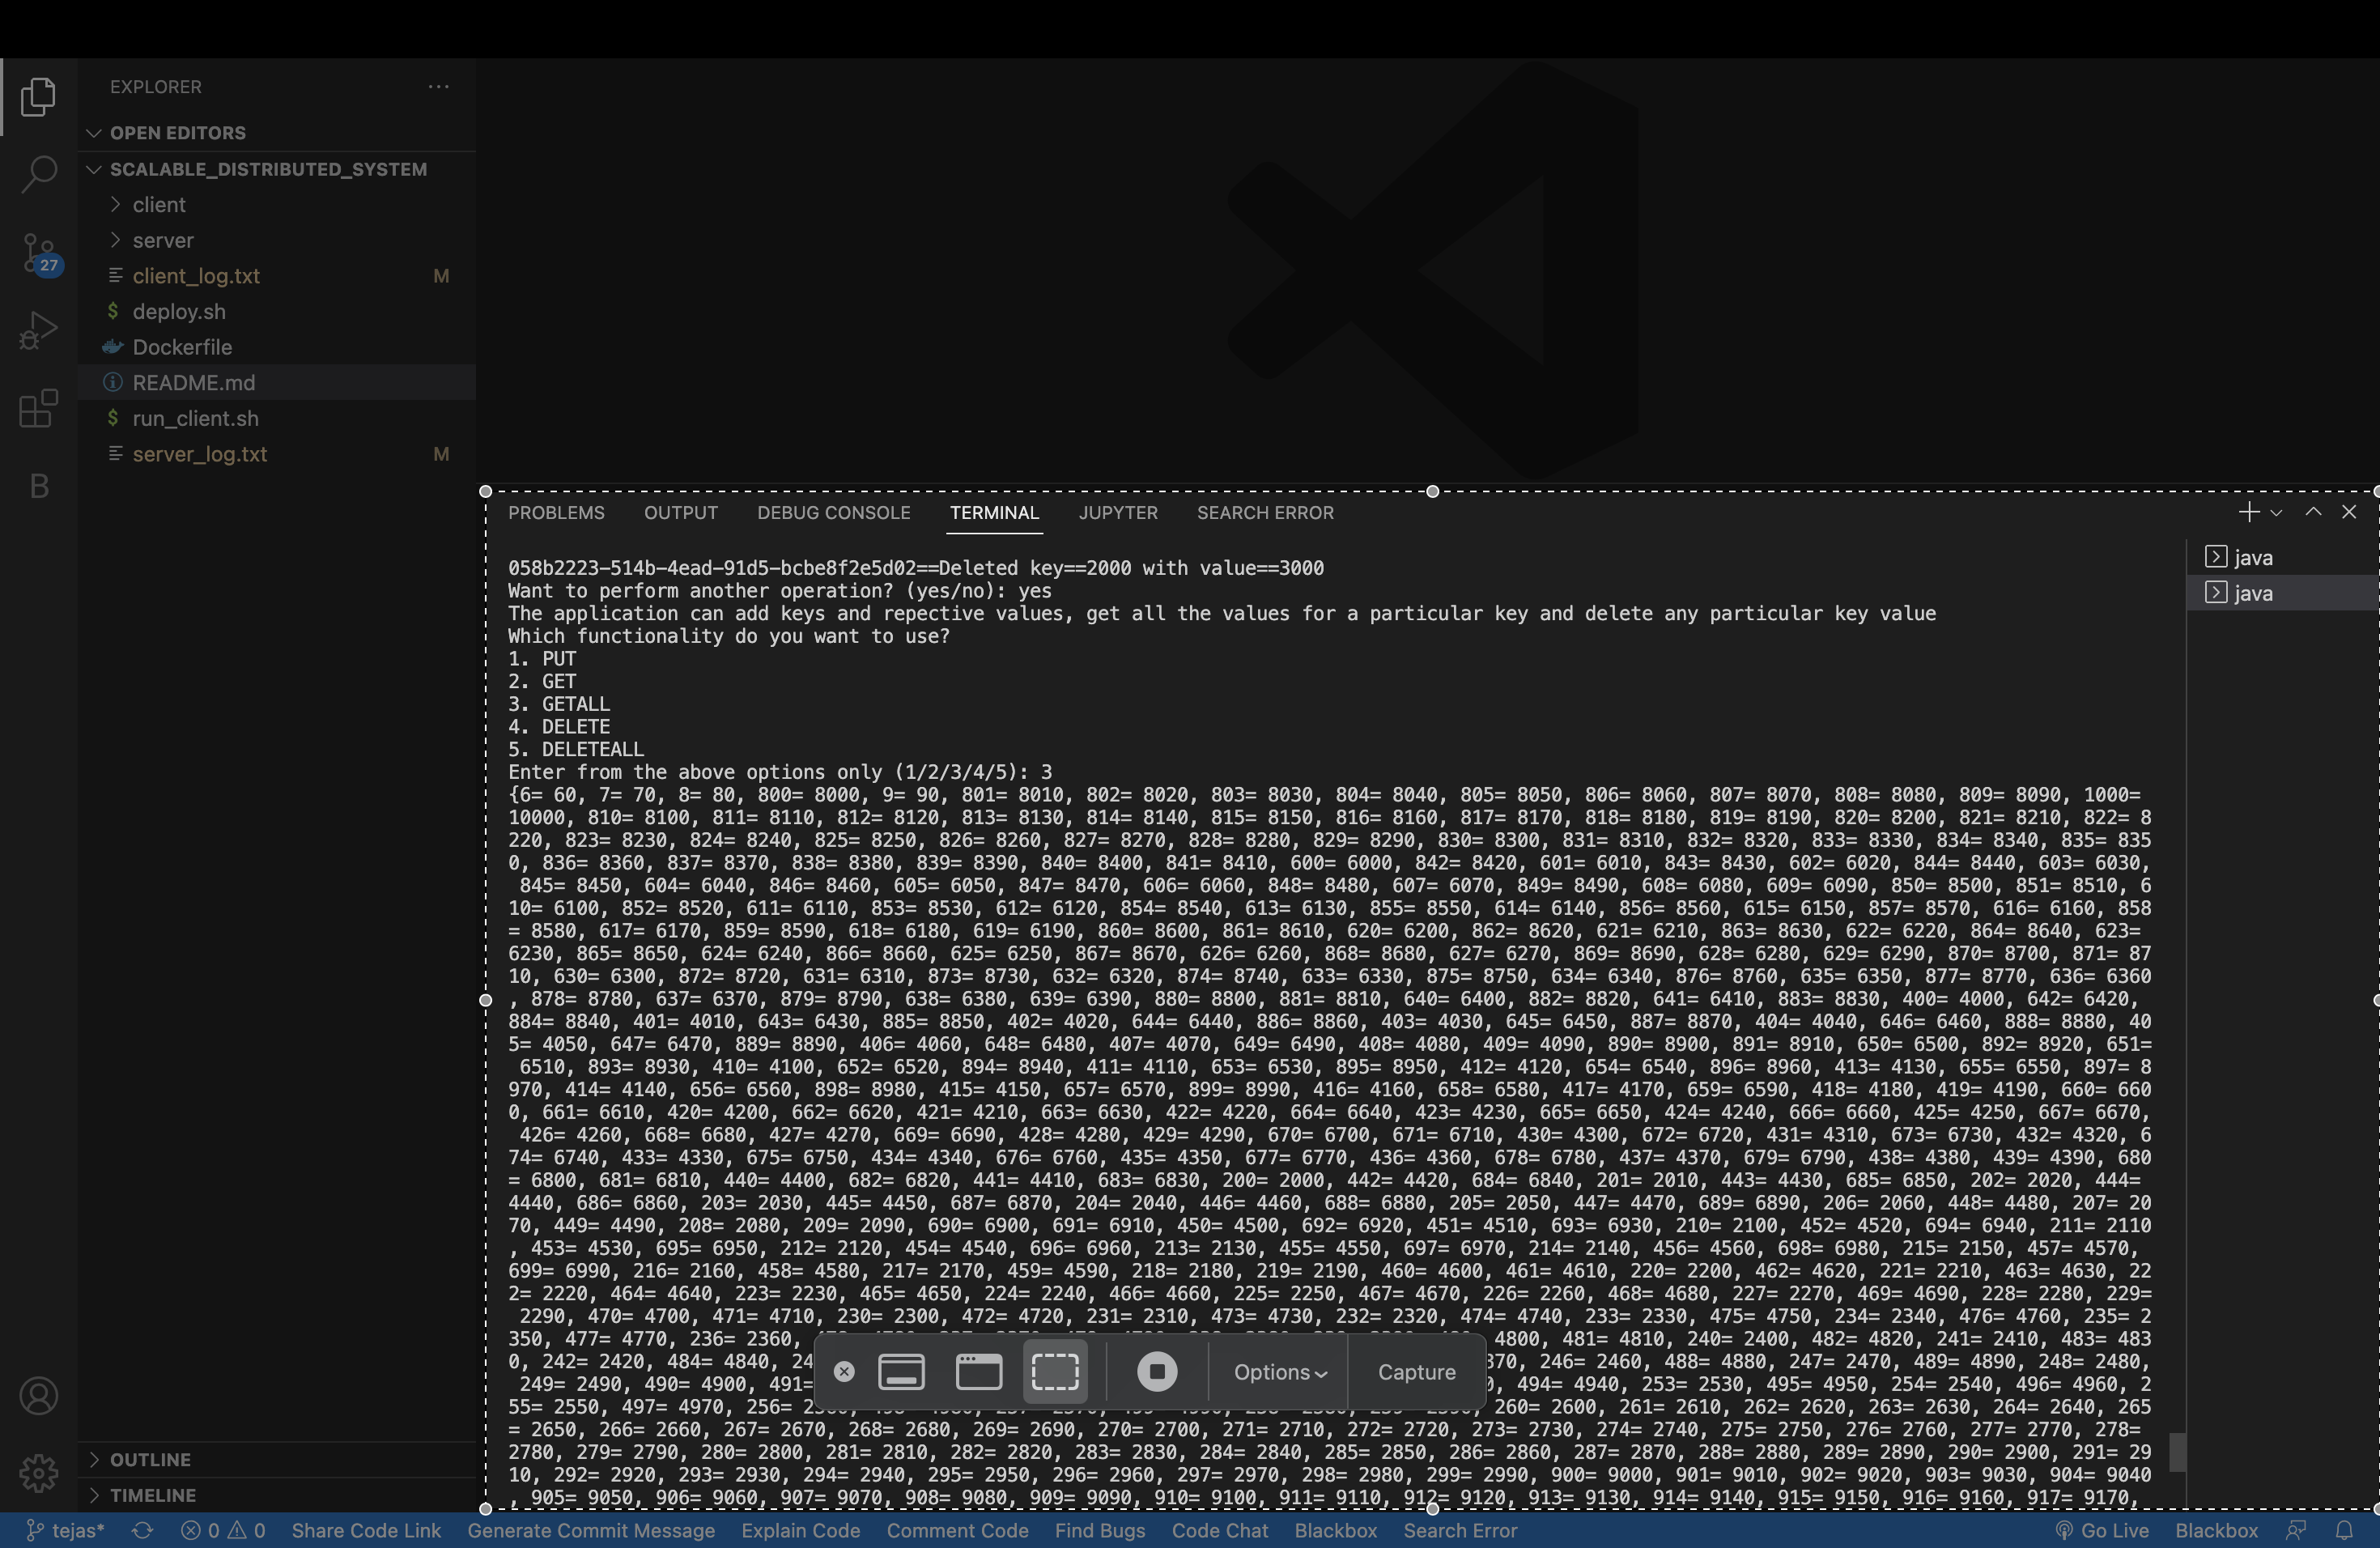 EXPLORER
OPEN EDITORS
SCALABLE_DISTRIBUTED_SYSTEM
client
server
27
client_log.txt M
deploy.sh
Dockerfile
README.md
run_client.sh
server_log.txt M
B
OUTLINE
TIMELINE
PROBLEMS OUTPUT DEBUG CONSOLE TERMINAL JUPYTER SEARCH ERROR
java
java
058b2223-514b-4ead-91d5-bcbe8f2e5d02==Deleted key==2000 with value==3000
Want to perform another operation? (yes/no): yes
The application can add keys and repective values, get all the values for a particular key and delete any particular key value
Which functionality do you want to use?
1. PUT
2. GET
3. GETALL
4. DELETE
5. DELETEALL
Enter from the above options only (1/2/3/4/5): 3
{6= 60, 7= 70, 8= 80, 800= 8000, 9= 90, 801= 8010, 802= 8020, 803= 8030, 804= 8040, 805= 8050, 806= 8060, 807= 8070, 808= 8080, 809= 8090, 1000=
10000, 810= 8100, 811= 8110, 812= 8120, 813= 8130, 814= 8140, 815= 8150, 816= 8160, 817= 8170, 818= 8180, 819= 8190, 820= 8200, 821= 8210, 822= 8
220, 823= 8230, 824= 8240, 825= 8250, 826= 8260, 827= 8270, 828= 8280, 829= 8290, 830= 8300, 831= 8310, 832= 8320, 833= 8330, 834= 8340, 835= 835
0, 836= 8360, 837= 8370, 838= 8380, 839= 8390, 840= 8400, 841= 8410, 600= 6000, 842= 8420, 601= 6010, 843= 8430, 602= 6020, 844= 8440, 603= 6030,
845= 8450, 604= 6040, 846= 8460, 605= 6050, 847= 8470, 606= 6060, 848= 8480, 607= 6070, 849= 8490, 608= 6080, 609= 6090, 850= 8500, 851= 8510, 6
10= 6100, 852= 8520, 611= 6110, 853= 8530, 612= 6120, 854= 8540, 613= 6130, 855= 8550, 614= 6140, 856= 8560, 615= 6150, 857= 8570, 616= 6160, 858
= 8580, 617= 6170, 859= 8590, 618= 6180, 619= 6190, 860= 8600, 861= 8610, 620= 6200, 862= 8620, 621= 6210, 863= 8630, 622= 6220, 864= 8640, 623=
6230, 865= 8650, 624= 6240, 866= 8660, 625= 6250, 867= 8670, 626= 6260, 868= 8680, 627= 6270, 869= 8690, 628= 6280, 629= 6290, 870= 8700, 871= 87
10, 630= 6300, 872= 8720, 631= 6310, 873= 8730, 632= 6320, 874= 8740, 633= 6330, 875= 8750, 634= 6340, 876= 8760, 635= 6350, 877= 8770, 636= 6360
, 878= 8780, 637= 6370, 879= 8790, 638= 6380, 639= 6390, 880= 8800, 881= 8810, 640= 6400, 882= 8820, 641= 6410, 883= 8830, 400= 4000, 642= 6420,
884= 8840, 401= 4010, 643= 6430, 885= 8850, 402= 4020, 644= 6440, 886= 8860, 403= 4030, 645= 6450, 887= 8870, 404= 4040, 646= 6460, 888= 8880, 40
5= 4050, 647= 6470, 889= 8890, 406= 4060, 648= 6480, 407= 4070, 649= 6490, 408= 4080, 409= 4090, 890= 8900, 891= 8910, 650= 6500, 892= 8920, 651=
6510, 893= 8930, 410= 4100, 652= 6520, 894= 8940, 411= 4110, 653= 6530, 895= 8950, 412= 4120, 654= 6540, 896= 8960, 413= 4130, 655= 6550, 897= 8
970, 414= 4140, 656= 6560, 898= 8980, 415= 4150, 657= 6570, 899= 8990, 416= 4160, 658= 6580, 417= 4170, 659= 6590, 418= 4180, 419= 4190, 660= 660
0, 661= 6610, 420= 4200, 662= 6620, 421= 4210, 663= 6630, 422= 4220, 664= 6640, 423= 4230, 665= 6650, 424= 4240, 666= 6660, 425= 4250, 667= 6670,
426= 4260, 668= 6680, 427= 4270, 669= 6690, 428= 4280, 429= 4290, 670= 6700, 671= 6710, 430= 4300, 672= 6720, 431= 4310, 673= 6730, 432= 4320, 6
74= 6740, 433= 4330, 675= 6750, 434= 4340, 676= 6760, 435= 4350, 677= 6770, 436= 4360, 678= 6780, 437= 4370, 679= 6790, 438= 4380, 439= 4390, 680
= 6800, 681= 6810, 440= 4400, 682= 6820, 441= 4410, 683= 6830, 200= 2000, 442= 4420, 684= 6840, 201= 2010, 443= 4430, 685= 6850, 202= 2020, 444=
4440, 686= 6860, 203= 2030, 445= 4450, 687= 6870, 204= 2040, 446= 4460, 688= 6880, 205= 2050, 447= 4470, 689= 6890, 206= 2060, 448= 4480, 207= 20
70, 449= 4490, 208= 2080, 209= 2090, 690= 6900, 691= 6910, 450= 4500, 692= 6920, 451= 4510, 693= 6930, 210= 2100, 452= 4520, 694= 6940, 211= 2110
, 453= 4530, 695= 6950, 212= 2120, 454= 4540, 696= 6960, 213= 2130, 455= 4550, 697= 6970, 214= 2140, 456= 4560, 698= 6980, 215= 2150, 457= 4570,
699= 6990, 216= 2160, 458= 4580, 217= 2170, 459= 4590, 218= 2180, 219= 2190, 460= 4600, 461= 4610, 220= 2200, 462= 4620, 221= 2210, 463= 4630, 22
2= 2220, 464= 4640, 223= 2230, 465= 4650, 224= 2240, 466= 4660, 225= 2250, 467= 4670, 226= 2260, 468= 4680, 227= 2270, 469= 4690, 228= 2280, 229=
2290, 470= 4700, 471= 4710, 230= 2300, 472= 4720, 231= 2310, 473= 4730, 232= 2320, 474= 4740, 233= 2330, 475= 4750, 234= 2340, 476= 4760, 235= 2
350, 477= 4770, 236= 2360, 4800, 481= 4810, 240= 2400, 482= 4820, 241= 2410, 483= 483
0, 242= 2420, 484= 4840, 24 370, 246= 2460, 488= 4880, 247= 2470, 489= 4890, 248= 2480,
249= 2490, 490= 4900, 491= 0, 494= 4940, 253= 2530, 495= 4950, 254= 2540, 496= 4960, 2
55= 2550, 497= 4970, 256= 260= 2600, 261= 2610, 262= 2620, 263= 2630, 264= 2640, 265
= 2650, 266= 2660, 267= 2670, 268= 2680, 269= 2690, 270= 2700, 271= 2710, 272= 2720, 273= 2730, 274= 2740, 275= 2750, 276= 2760, 277= 2770, 278=
2780, 279= 2790, 280= 2800, 281= 2810, 282= 2820, 283= 2830, 284= 2840, 285= 2850, 286= 2860, 287= 2870, 288= 2880, 289= 2890, 290= 2900, 291= 29
10, 292= 2920, 293= 2930, 294= 2940, 295= 2950, 296= 2960, 297= 2970, 298= 2980, 299= 2990, 900= 9000, 901= 9010, 902= 9020, 903= 9030, 904= 9040
, 905= 9050, 906= 9060, 907= 9070, 908= 9080, 909= 9090, 910= 9100, 911= 9110, 912= 9120, 913= 9130, 914= 9140, 915= 9150, 916= 9160, 917= 9170,
Options Capture
tejas* 0 0 Share Code Link Generate Commit Message Explain Code Comment Code Find Bugs Code Chat Blackbox Search Error Go Live Blackbox